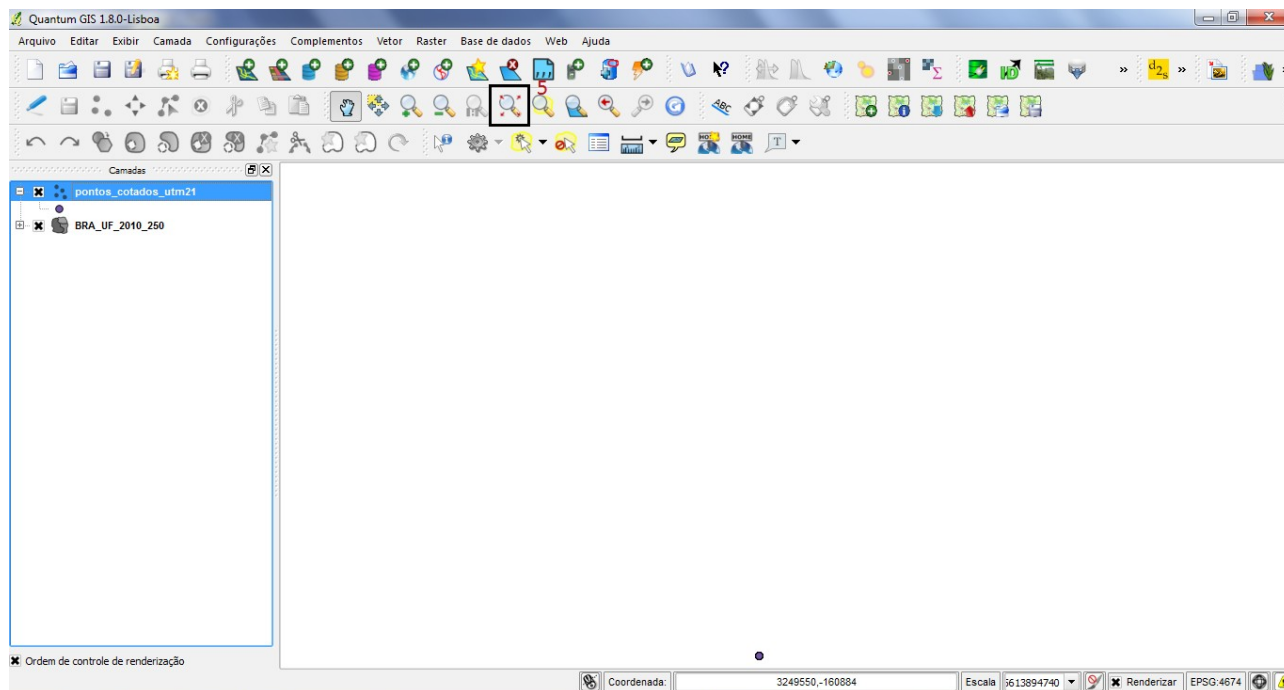 Quantum GIS 1.8.0-Lisboa
Arquivo Editar Exibir Camada Configurações Complementos Vetor Raster Base de dados Web Ajuda
5
Camadas
pontos_cotados_utm21
BRA_UF_2010_250
Ordem de controle de renderização
Coordenada: 3249550,-160884 Escala 5613894740 Renderizar EPSG:4674